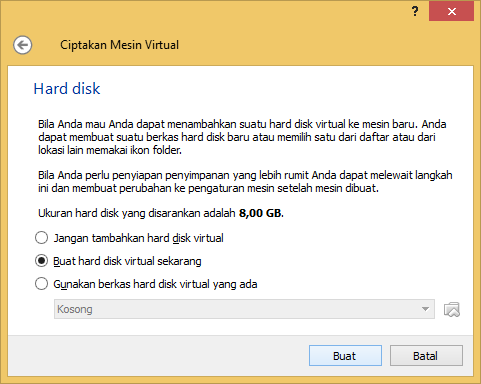 ?
Ciptakan Mesin Virtual
Hard disk
Bila Anda mau Anda dapat menambahkan suatu hard disk virtual ke mesin baru. Anda
dapat membuat suatu berkas hard disk baru atau memilih satu dari daftar atau dari
lokasi lain memakai ikon folder.
Bila Anda perlu penyiapan penyimpanan yang lebih rumit Anda dapat melewait langkah
ini dan membuat perubahan ke pengaturan mesin setelah mesin dibuat.
Ukuran hard disk yang disarankan adalah 8,00 GB.
Jangan tambahkan hard disk virtual
Buat hard disk virtual sekarang
Gunakan berkas hard disk virtual yang ada
Kosong
Buat Batal